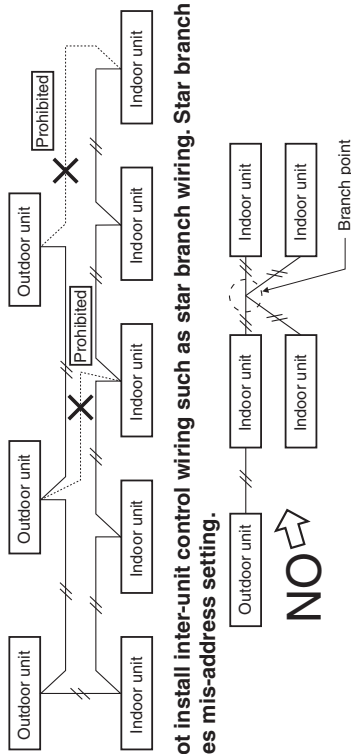 Outdoor unit
Outdoor unit
Outdoor unit
Prohibited
Prohibited
Indoor unit
Indoor unit
Indoor unit
Indoor unit
Indoor unit
ot install inter-unit control wiring such as star branch wiring. Star branch
es mis-address setting.
Outdoor unit
Indoor unit
Indoor unit
Indoor unit
Indoor unit
NO
Branch point